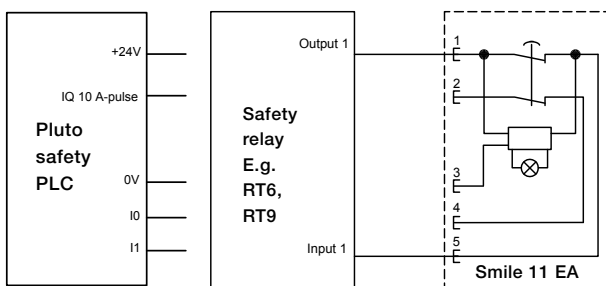 +24V
IQ 10 A-pulse
Pluto
safety
PLC
0V
I0
I1
Output 1
Safety
relay
E.g.
RT6,
RT9
Input 1
1
2
3
4
5
Smile 11 EA